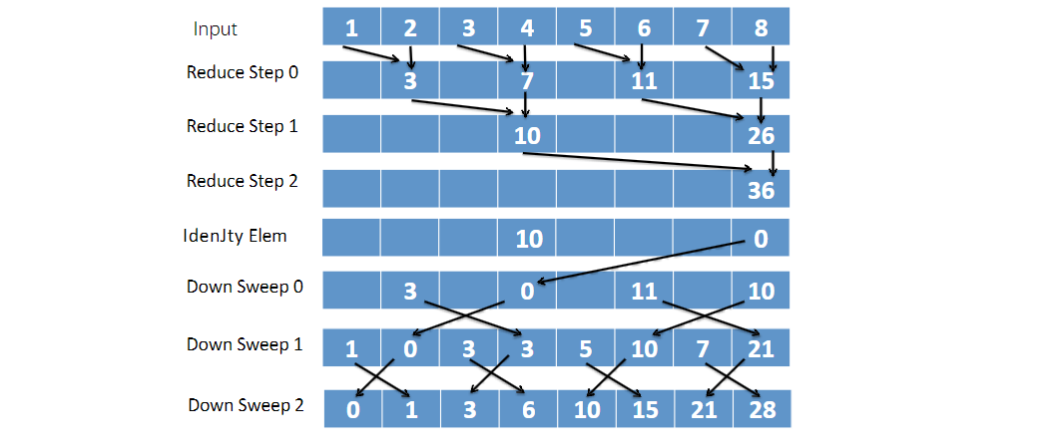 Input 1 2 3 4 5 6 7 8
Reduce Step 0 3 7 11 15
Reduce Step 1 10 26
Reduce Step 2 36
IdenJty Elem 10 0
Down Sweep 0 3 0 11 10
Down Sweep 1 1 0 3 3 5 10 7 21
Down Sweep 2 0 1 3 6 10 15 21 28